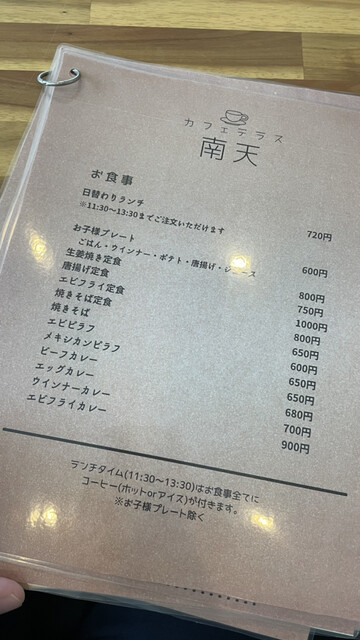 カフェテラス
南天
お食事
日替わりランチ 720円
※11:30〜13:30までご注文いただけます
お子様プレート 600円
ごはん・ウインナー・ポテト・唐揚げ・ジュース
生姜焼き定食 800円
唐揚げ定食 750円
エビフライ定食 1000円
焼きそば定食 800円
焼きそば 650円
エビピラフ 600円
メキシカンピラフ 650円
ビーフカレー 650円
エッグカレー 680円
ウインナーカレー 700円
エビフライカレー 900円
ランチタイム(11:30〜13:30)はお食事全てに
コーヒー(ホットorアイス)が付きます。
※お子様プレート除く